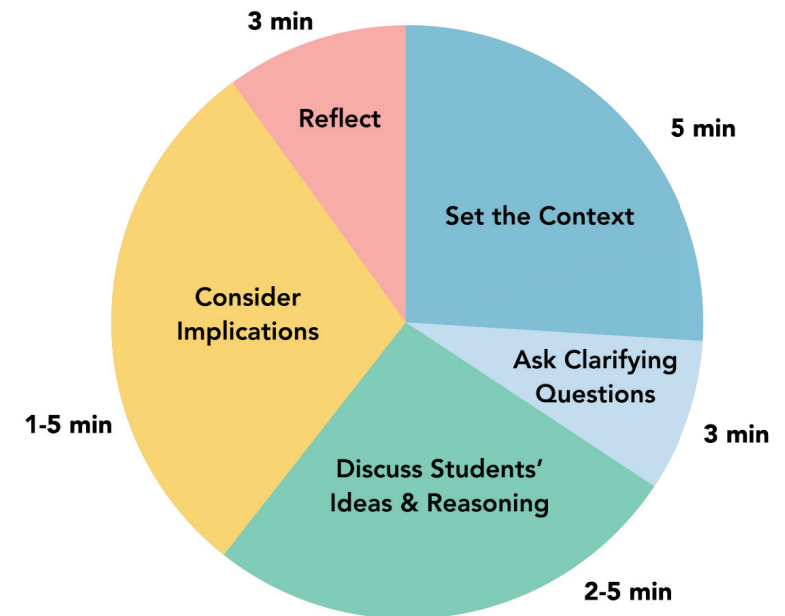 3 min
Reflect
5 min
Set the Context
Consider
Implications
Ask Clarifying
Questions
1-5 min
3 min
Discuss Students’
Ideas & Reasoning
2-5 min